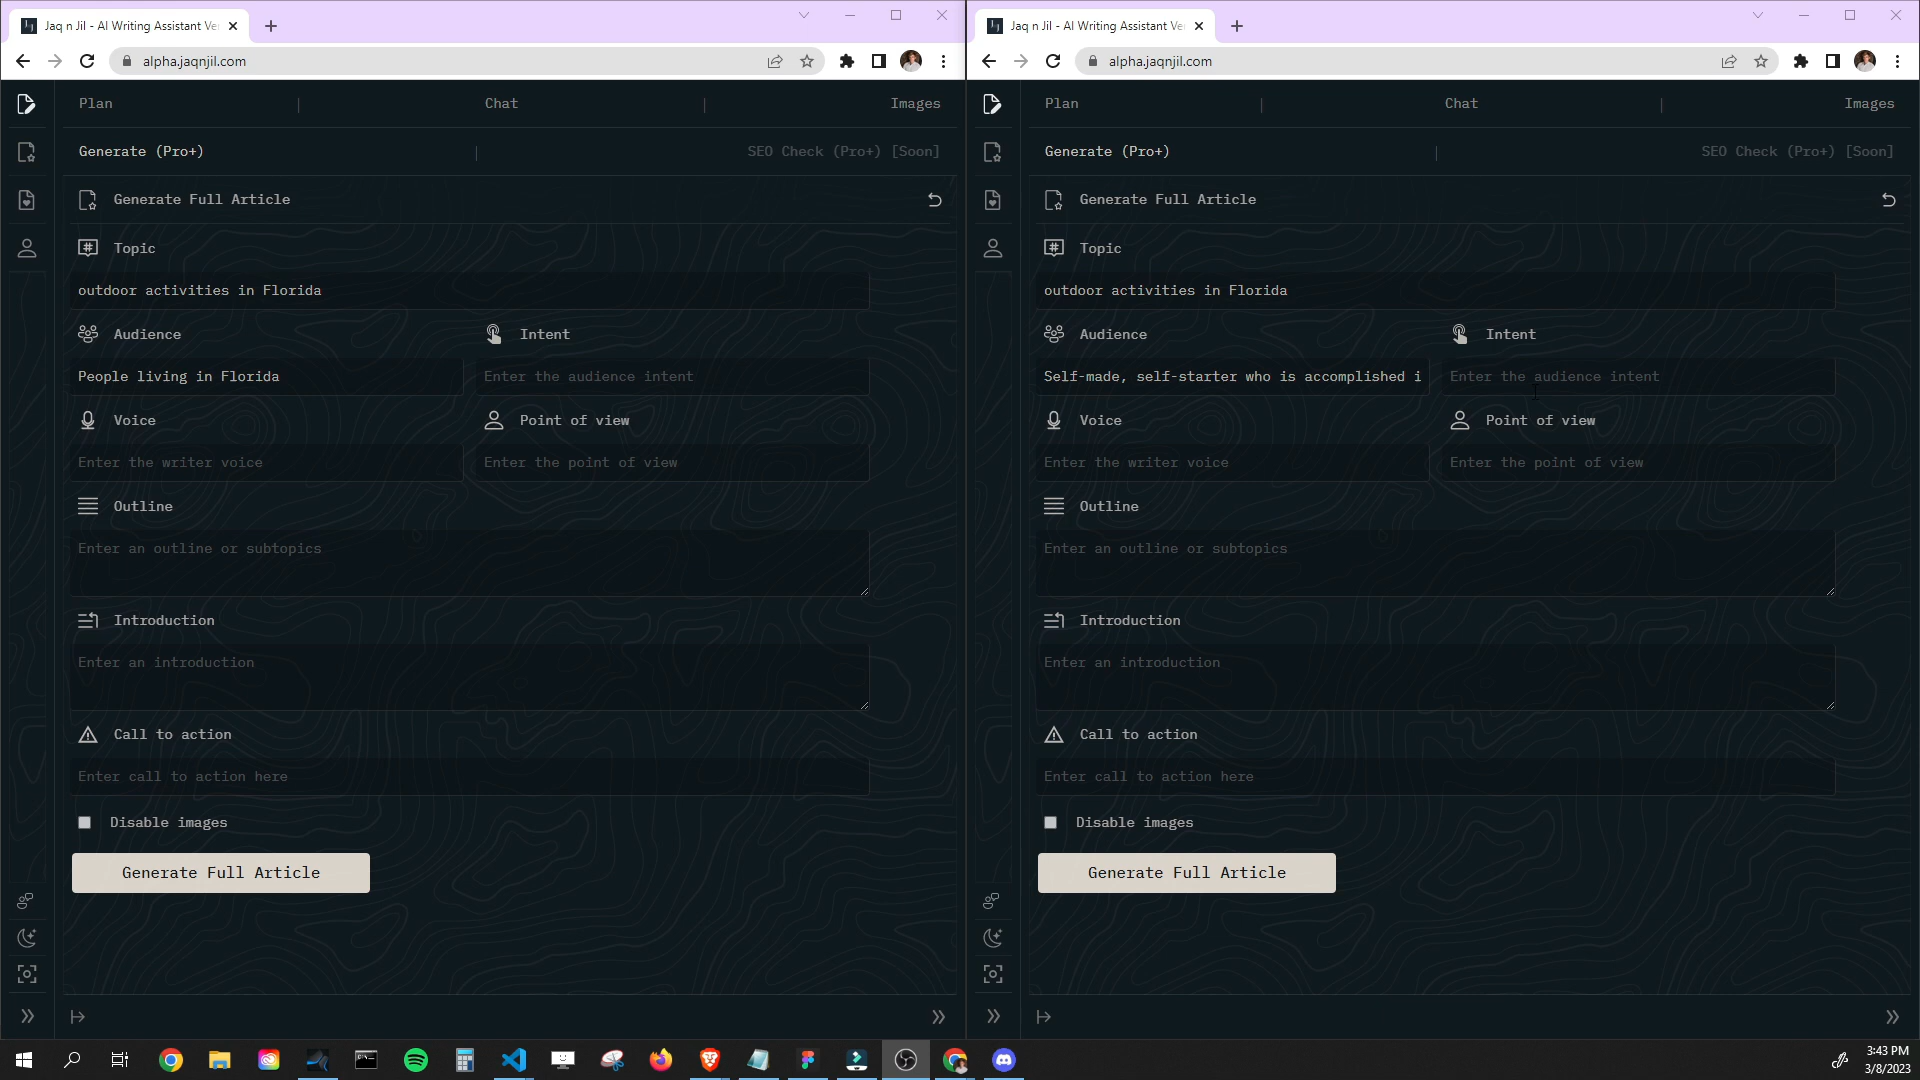 Jaq n Jil - AI Writing Assistant Ve
alpha.jaqnjil.com
Plan | Chat | Images
Generate (Pro+) | SEO Check (Pro+) [Soon]
Generate Full Article
Topic
outdoor activities in Florida
Audience Intent
People living in Florida Enter the audience intent
Voice Point of view
Enter the writer voice Enter the point of view
Outline
Enter an outline or subtopics
Introduction
Enter an introduction
Call to action
Enter call to action here
Disable images
Generate Full Article
Jaq n Jil - AI Writing Assistant Ve
alpha.jaqnjil.com
Plan | Chat | Images
Generate (Pro+) | SEO Check (Pro+) [Soon]
Generate Full Article
Topic
outdoor activities in Florida
Audience Intent
Self-made, self-starter who is accomplished i Enter the audience intent
Voice Point of view
Enter the writer voice Enter the point of view
Outline
Enter an outline or subtopics
Introduction
Enter an introduction
Call to action
Enter call to action here
Disable images
Generate Full Article
3:43 PM
3/8/2023